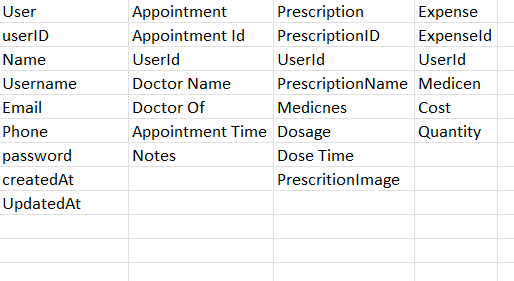 User Appointment Prescription Expense
userID Appointment Id PrescriptionID ExpenseId
Name UserId UserId UserId
Username Doctor Name PrescriptionName Medicen
Email Doctor Of Medicnes Cost
Phone Appointment Time Dosage Quantity
password Notes Dose Time
createdAt PrescritionImage
UpdatedAt